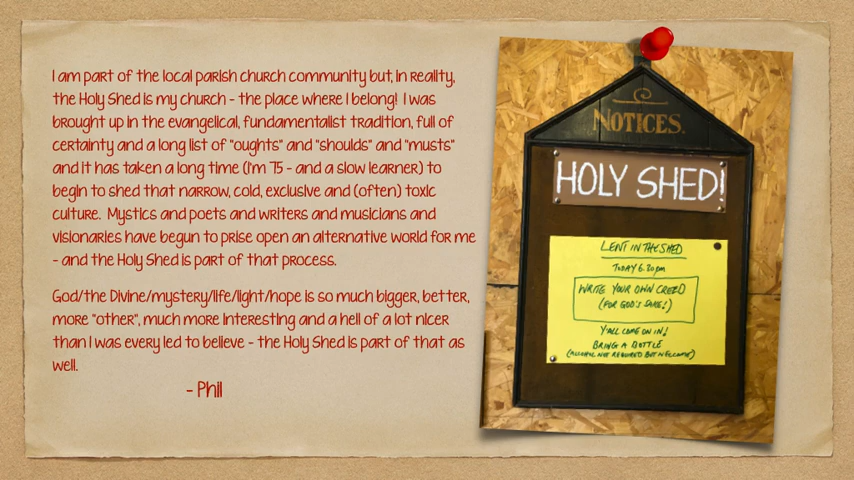 I am part of the local parish church community but, in reality,
the Holy Shed is my church - the place where I belong! I was
brought up in the evangelical, fundamentalist tradition, full of
certainty and a long list of "oughts" and "shoulds" and "musts"
and it has taken a long time (I'm 75 - and a slow learner) to
begin to shed that narrow, cold, exclusive and (often) toxic
culture. Mystics and poets and writers and musicians and
visionaries have begun to prise open an alternative world for me
- and the Holy Shed is part of that process.
God/the Divine/mystery/life/light/hope is so much bigger, better,
more "other", much more interesting and a hell of a lot nicer
than I was every led to believe - the Holy Shed is part of that as
well.
- Phil
NOTICES.
HOLY SHED!
LENT IN THE SHED
TODAY 6.30pm
WRITE YOUR OWN CREED
(FOR GOD'S SAKE!)
Y'ALL COME ON IN!
BRING A BOTTLE
(ALCOHOL NOT REQUIRED BUT WELCOME)